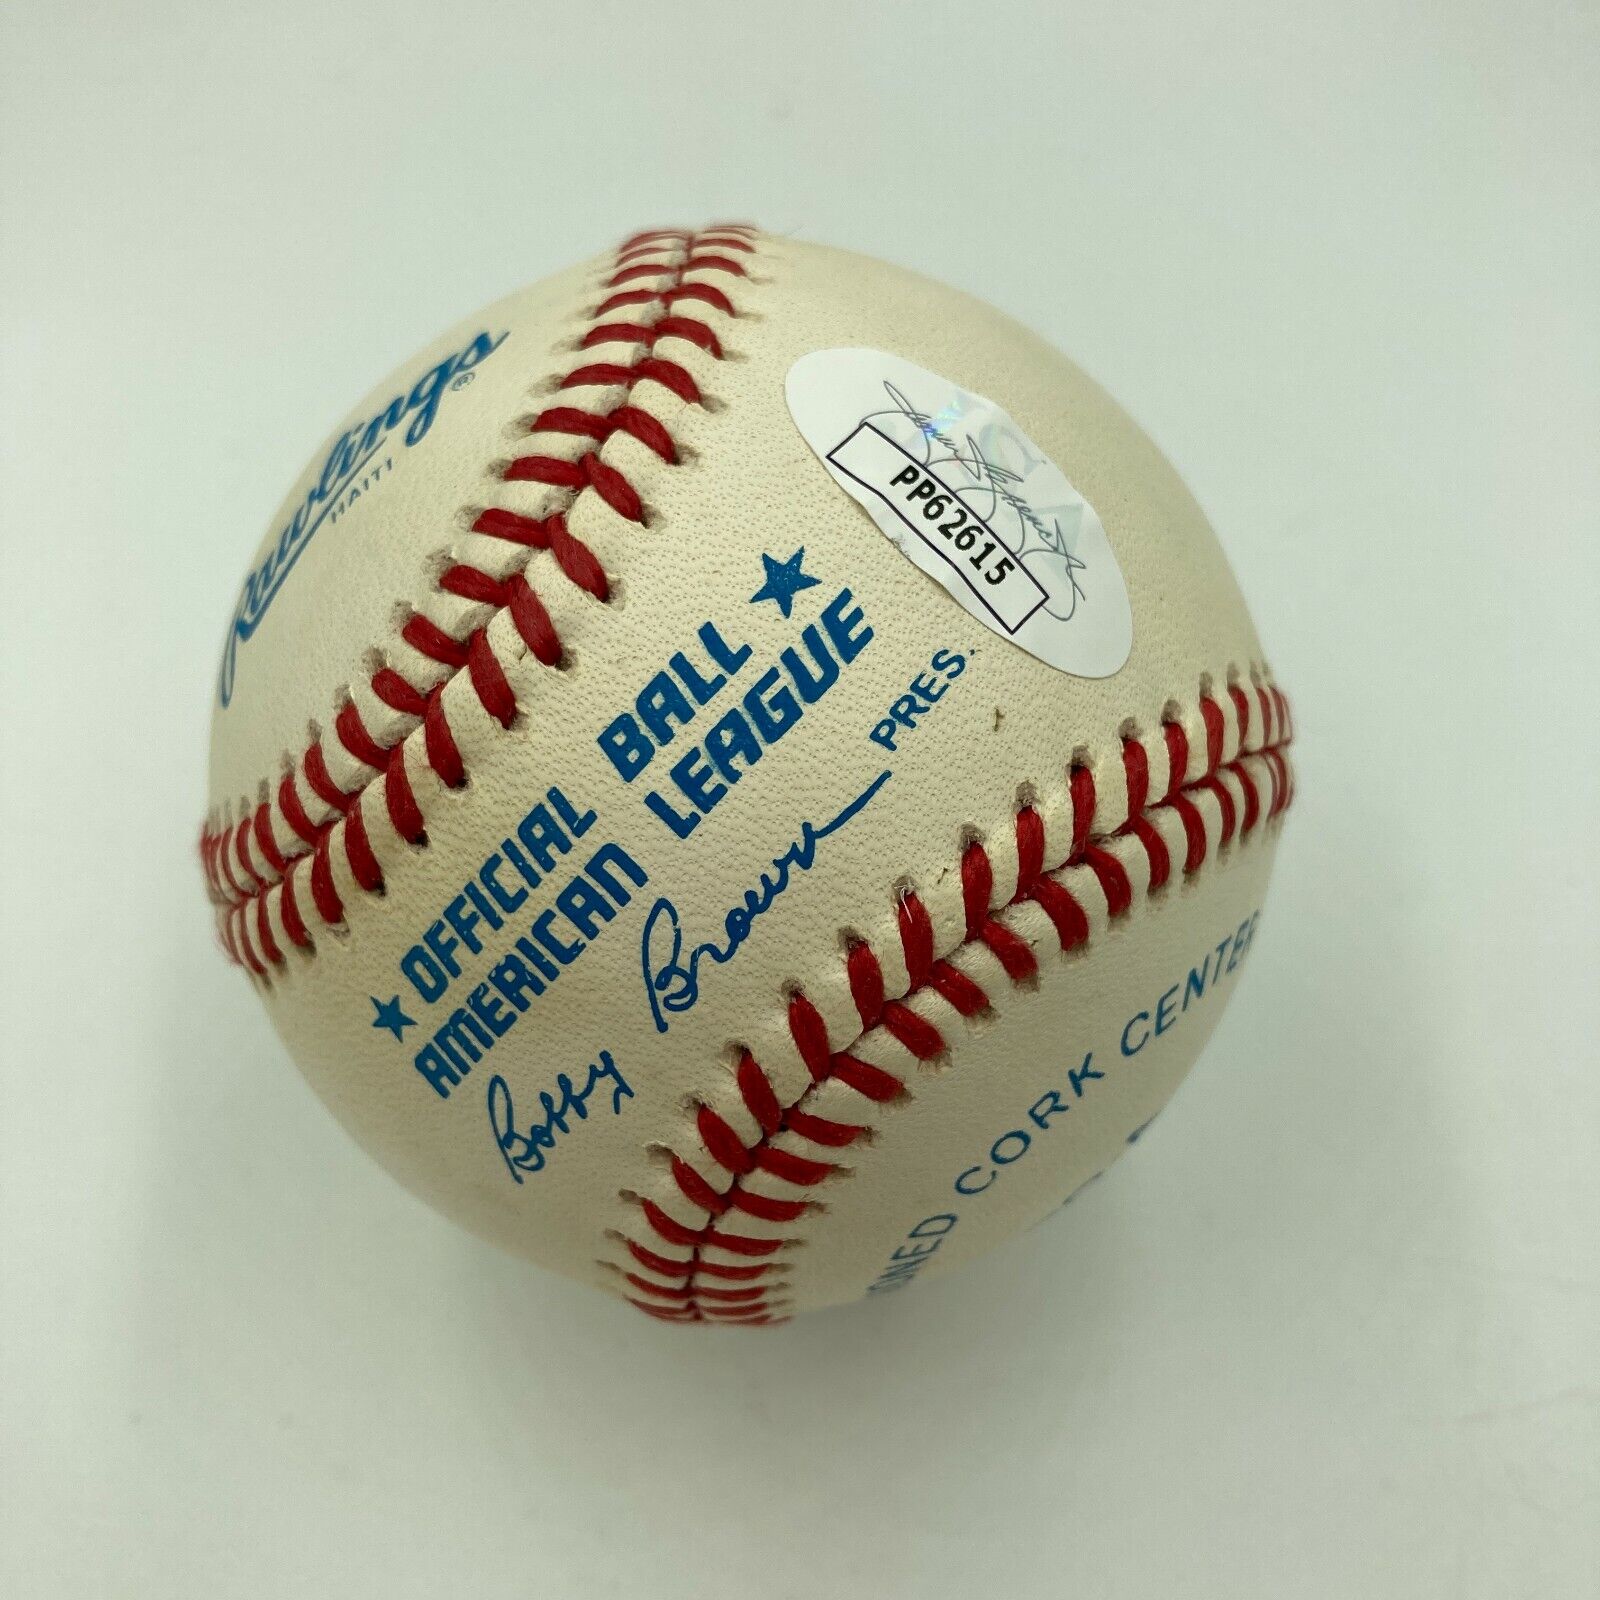 Rawlings®
HAITI
★ OFFICIAL BALL ★
AMERICAN LEAGUE
Bobby Brown PRES.
PP62615
CORK CENTER